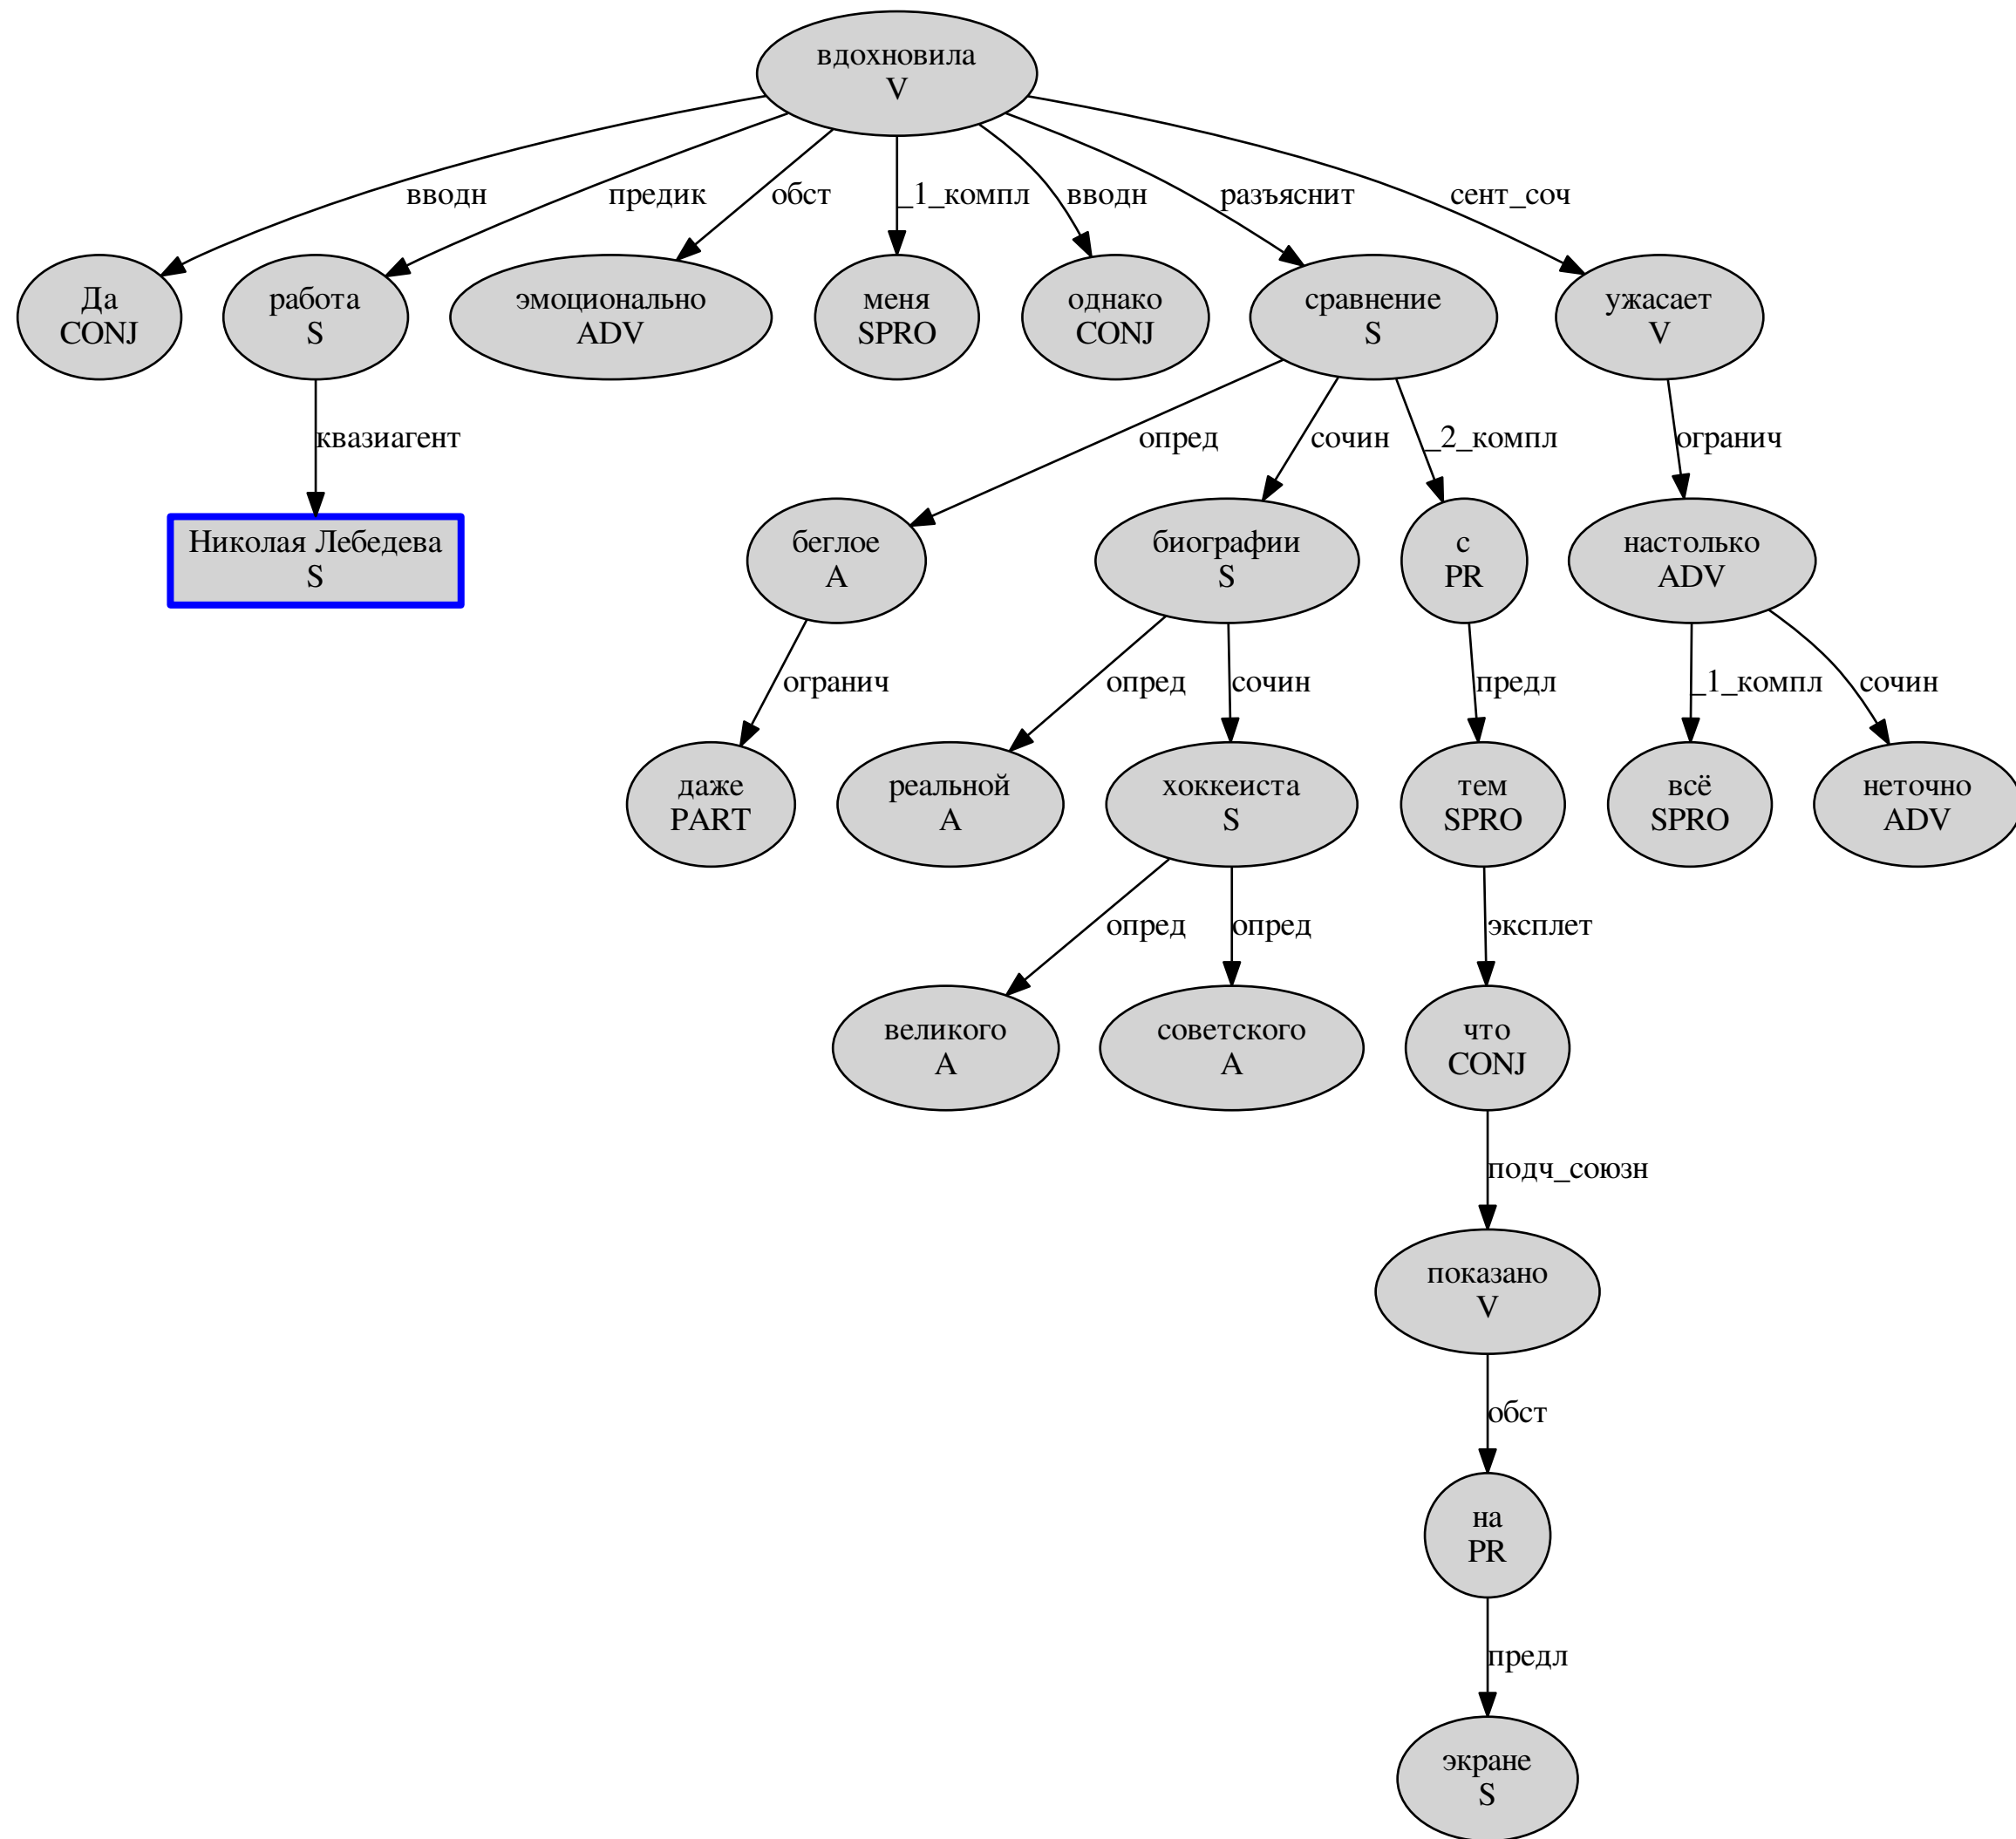 вдохновила
V
вводн
предик
обст
_1_компл
вводн
разъяснит
сент_соч
Да
CONJ
работа
S
эмоционально
ADV
меня
SPRO
однако
CONJ
сравнение
S
ужасает
V
квазиагент
опред
сочин
_2_компл
огранич
Николая Лебедева
S
беглое
A
биографии
S
с
PR
настолько
ADV
огранич
опред
сочин
предл
_1_компл
сочин
даже
PART
реальной
A
хоккеиста
S
тем
SPRO
всё
SPRO
неточно
ADV
опред
опред
эксплет
великого
A
советского
A
что
CONJ
подч_союзн
показано
V
обст
на
PR
предл
экране
S